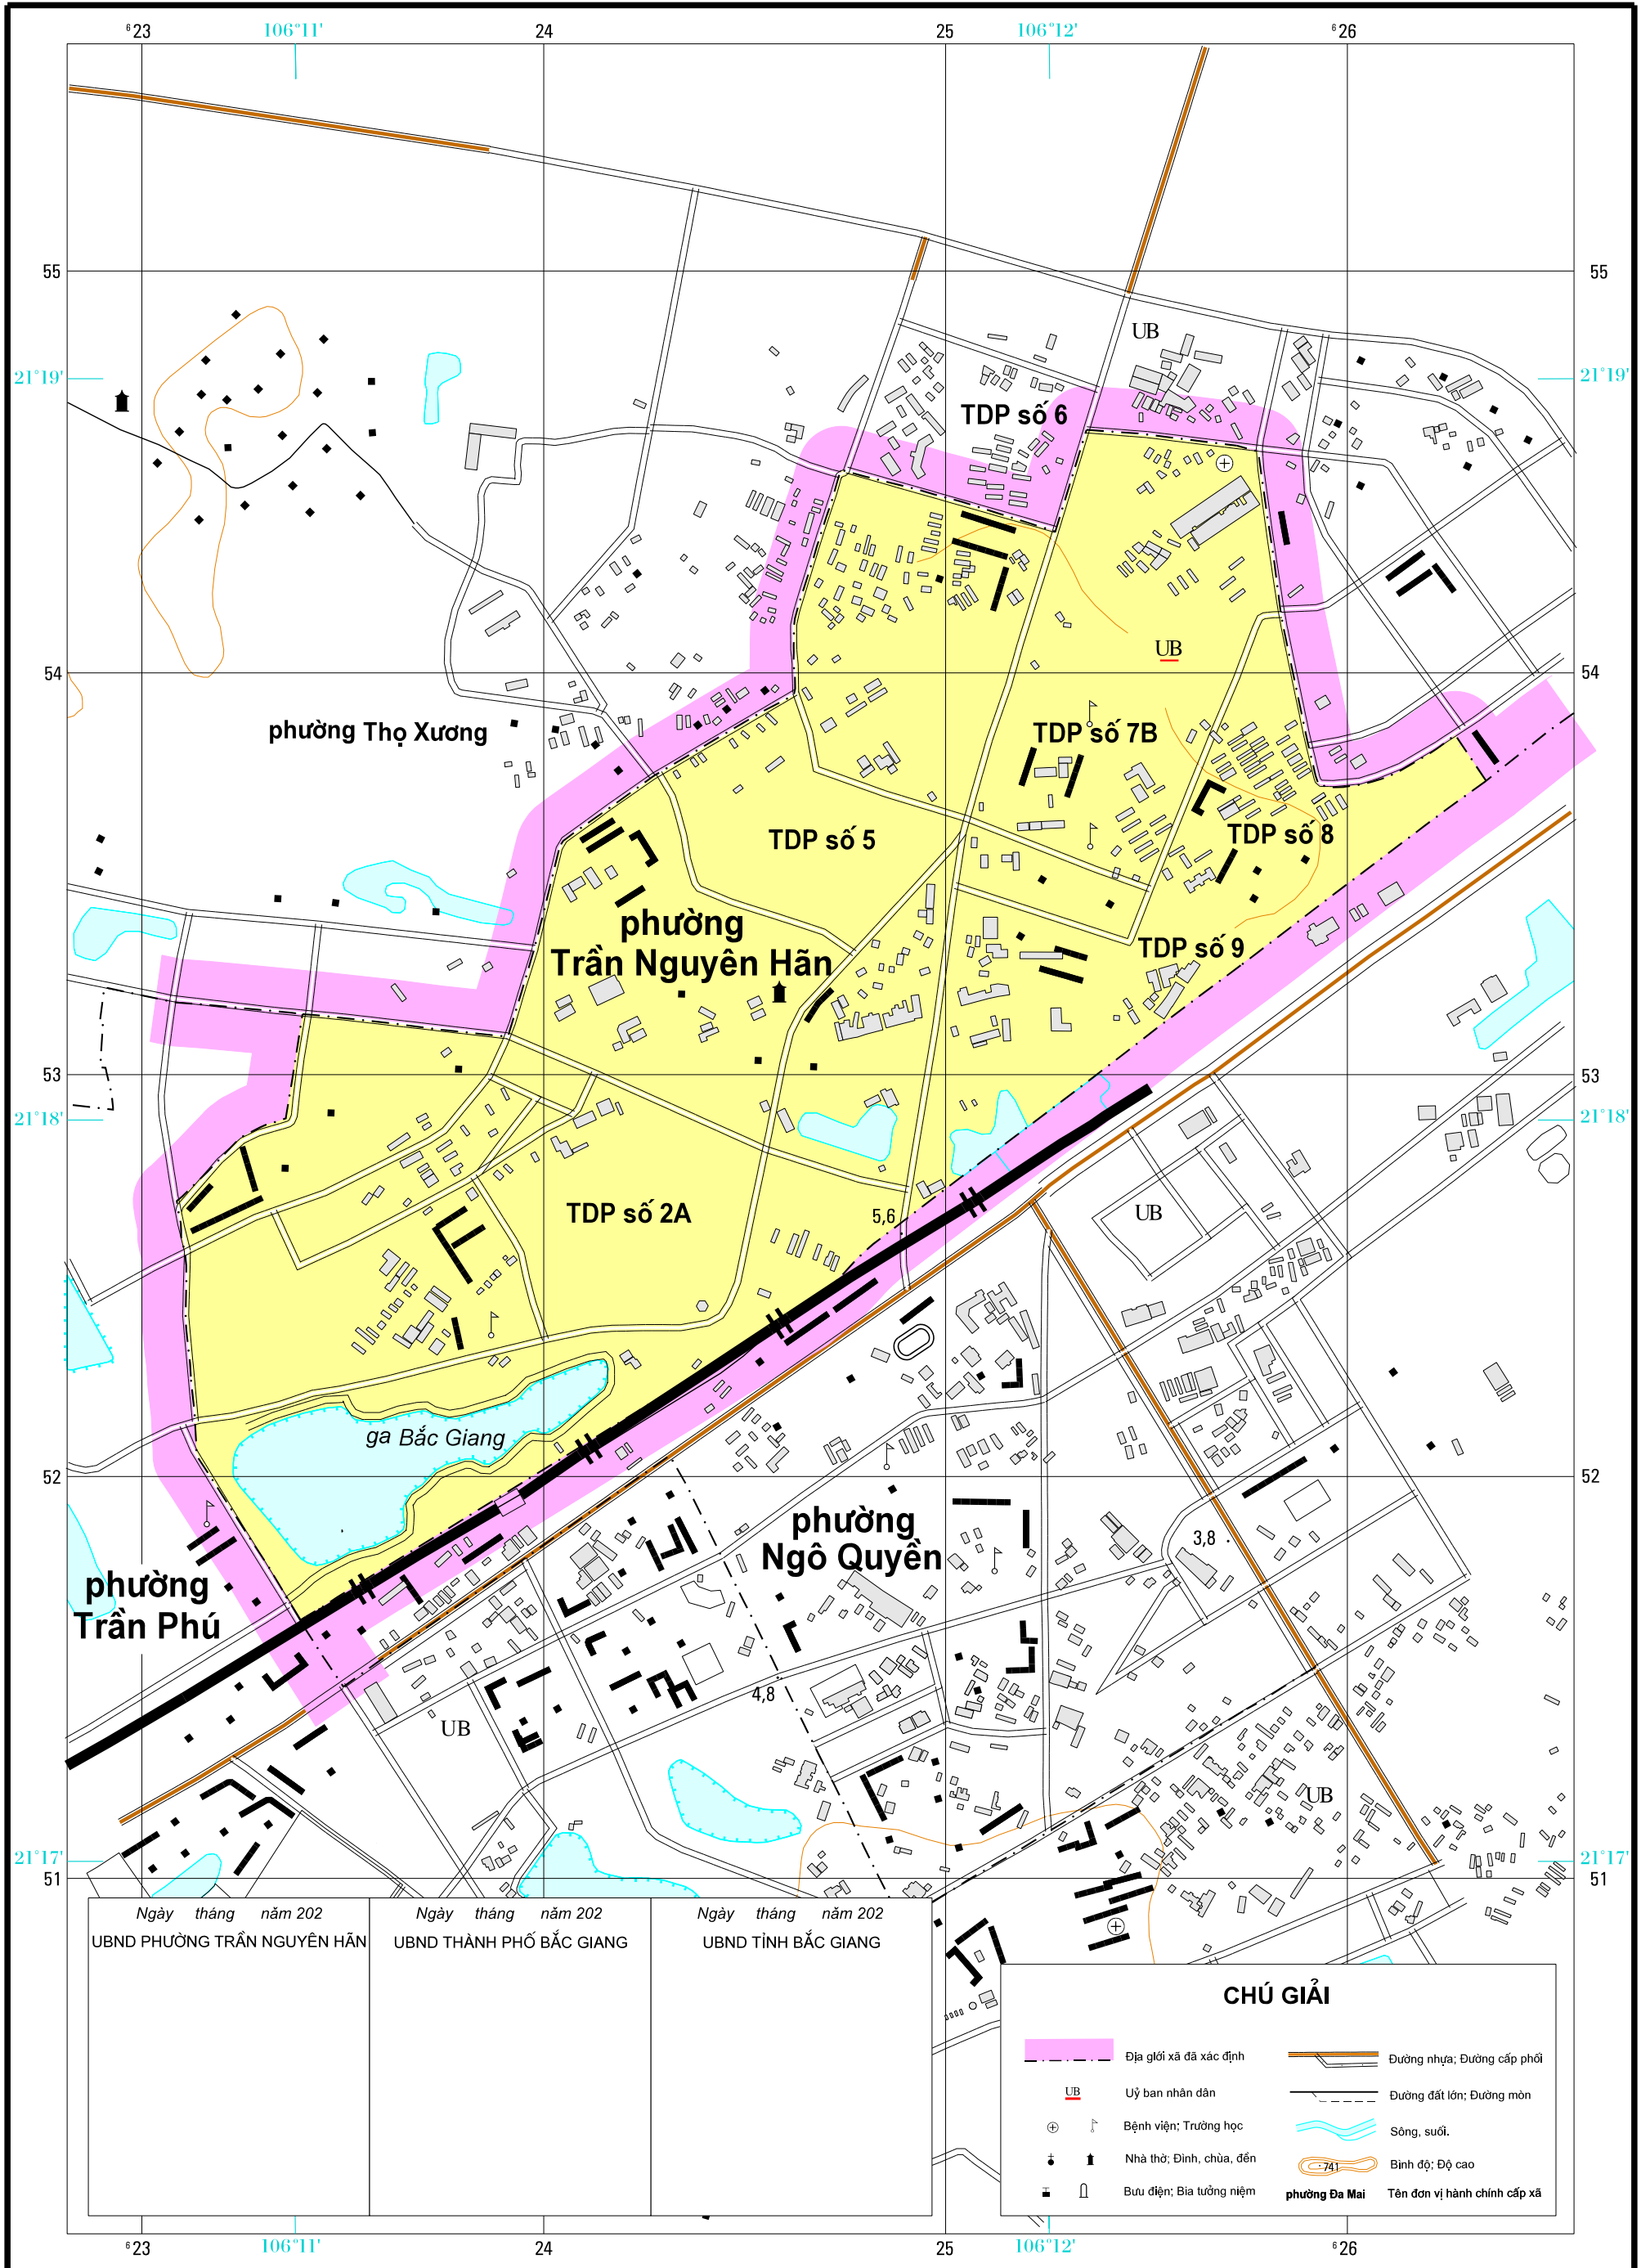 ⁶23
106°11'
24
25
106°12'
⁶26
55
55
UB
21°19'
21°19'
TDP số 6
54
UB
54
phường Thọ Xương
TDP số 7B
TDP số 5
TDP số 8
phường
Trần Nguyên Hãn
TDP số 9
53
53
21°18'
21°18'
TDP số 2A
5,6
UB
ga Bắc Giang
52
52
phường
Ngô Quyền
3,8
phường
Trần Phú
4,8
UB
UB
21°17'
21°17'
51
51
Ngày tháng năm 202
UBND PHƯỜNG TRẦN NGUYÊN HÃN
Ngày tháng năm 202
UBND THÀNH PHỐ BẮC GIANG
Ngày tháng năm 202
UBND TỈNH BẮC GIANG
CHÚ GIẢI
Địa giới xã đã xác định
Đường nhựa; Đường cấp phối
UB
Uỷ ban nhân dân
Đường đất lớn; Đường mòn
Bệnh viện; Trường học
Sông, suối.
Nhà thờ; Đình, chùa, đền
741
Bình độ; Độ cao
Bưu điện; Bia tưởng niệm
phường Đa Mai
Tên đơn vị hành chính cấp xã
⁶23
106°11'
24
25
106°12'
⁶26